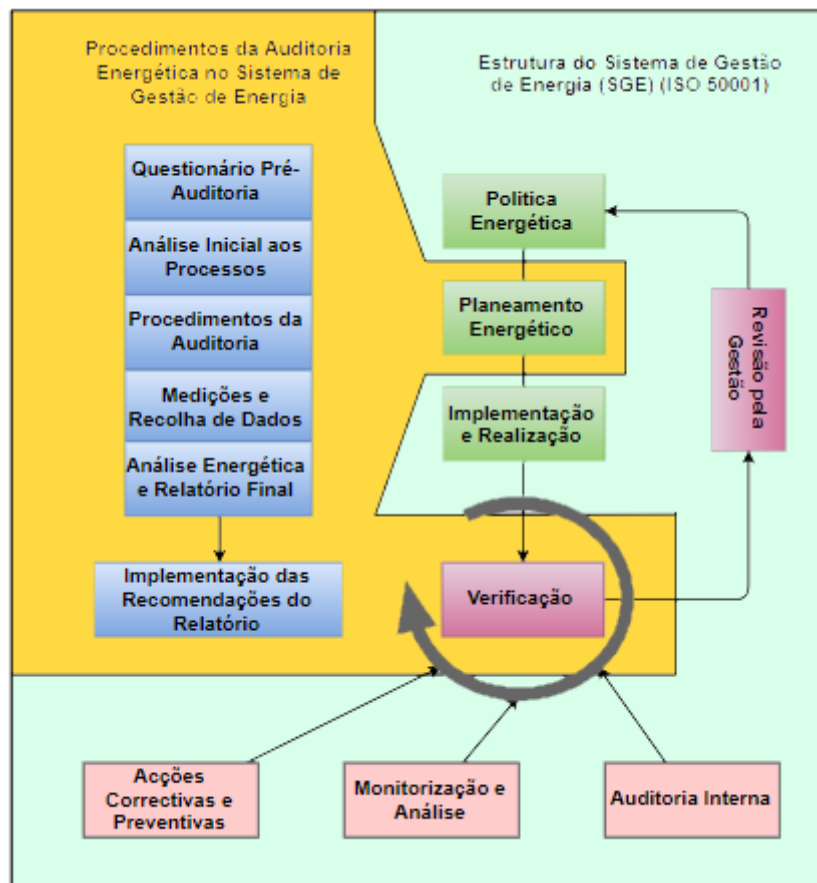 Procedimentos da Auditoria
Energética no Sistema de
Gestão de Energia
Estrutura do Sistema de Gestão
de Energia (SGE) (ISO 50001)
Questionário Pré-
Auditoria
Análise Inicial aos
Processos
Procedimentos da
Auditoria
Medições e
Recolha de Dados
Análise Energética
e Relatório Final
Implementação das
Recomendações do
Relatório
Política
Energética
Planeamento
Energético
Implementação
e Realização
Verificação
Revisão pela
Gestão
Acções
Correctivas e
Preventivas
Monitorização e
Análise
Auditoria Interna